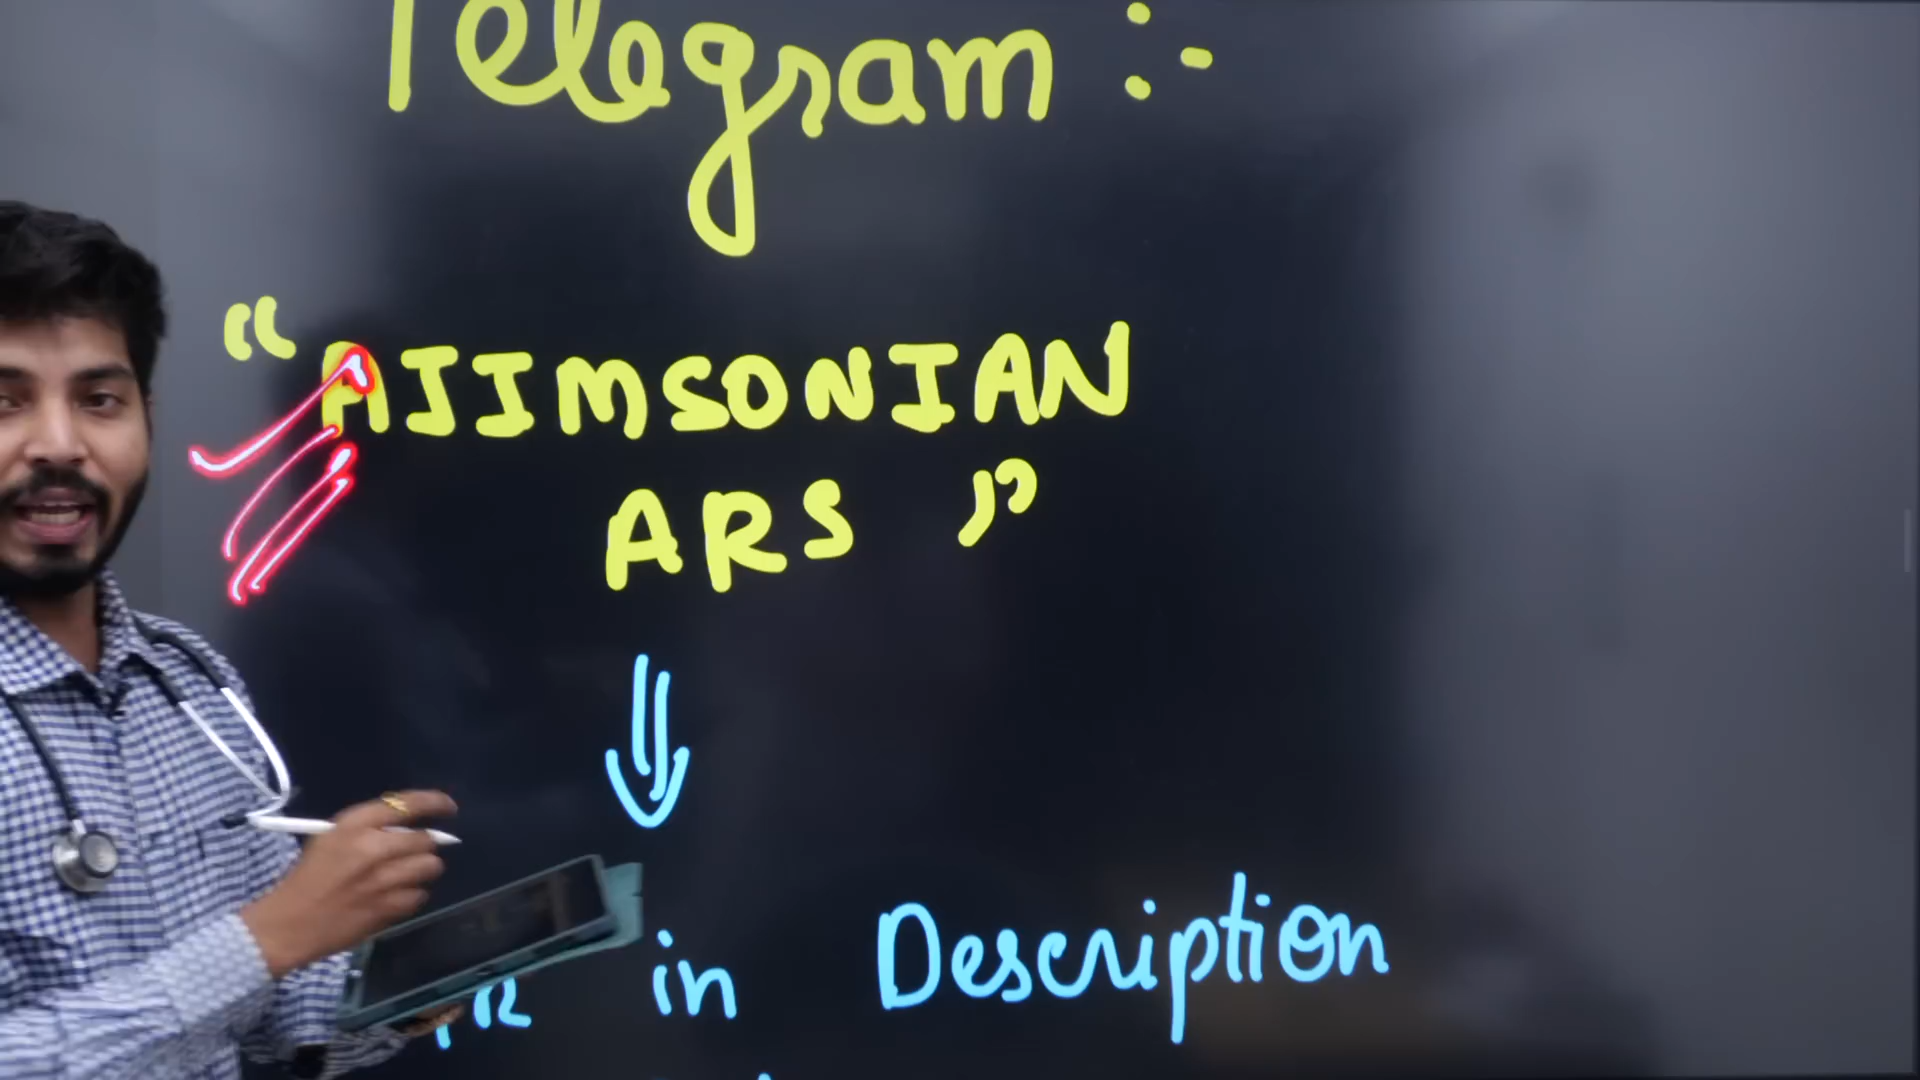 Telegram :-
“AIIMSONIAN
ARS ”
in Description